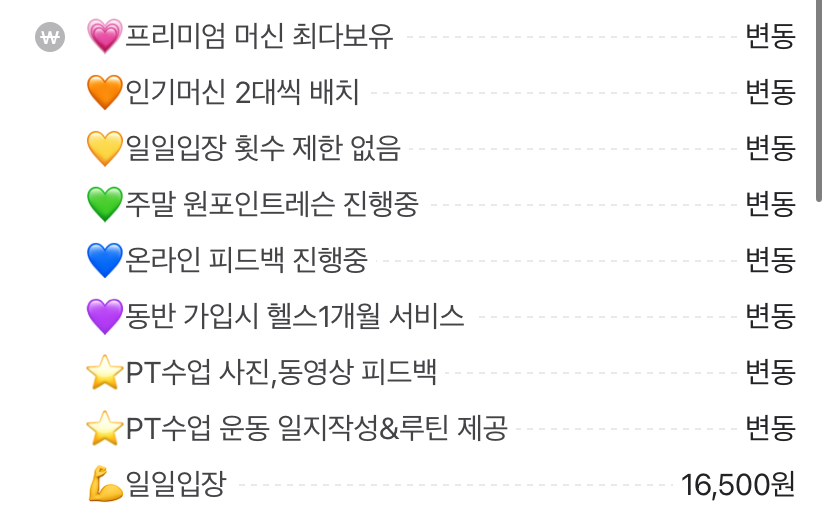 ₩ 💗프리미엄 머신 최다보유 변동
🧡인기머신 2대씩 배치 변동
💛일일입장 횟수 제한 없음 변동
💚주말 원포인트레슨 진행중 변동
💙온라인 피드백 진행중 변동
💜동반 가입시 헬스1개월 서비스 변동
⭐PT수업 사진,동영상 피드백 변동
⭐PT수업 운동 일지작성&루틴 제공 변동
💪일일입장 16,500원